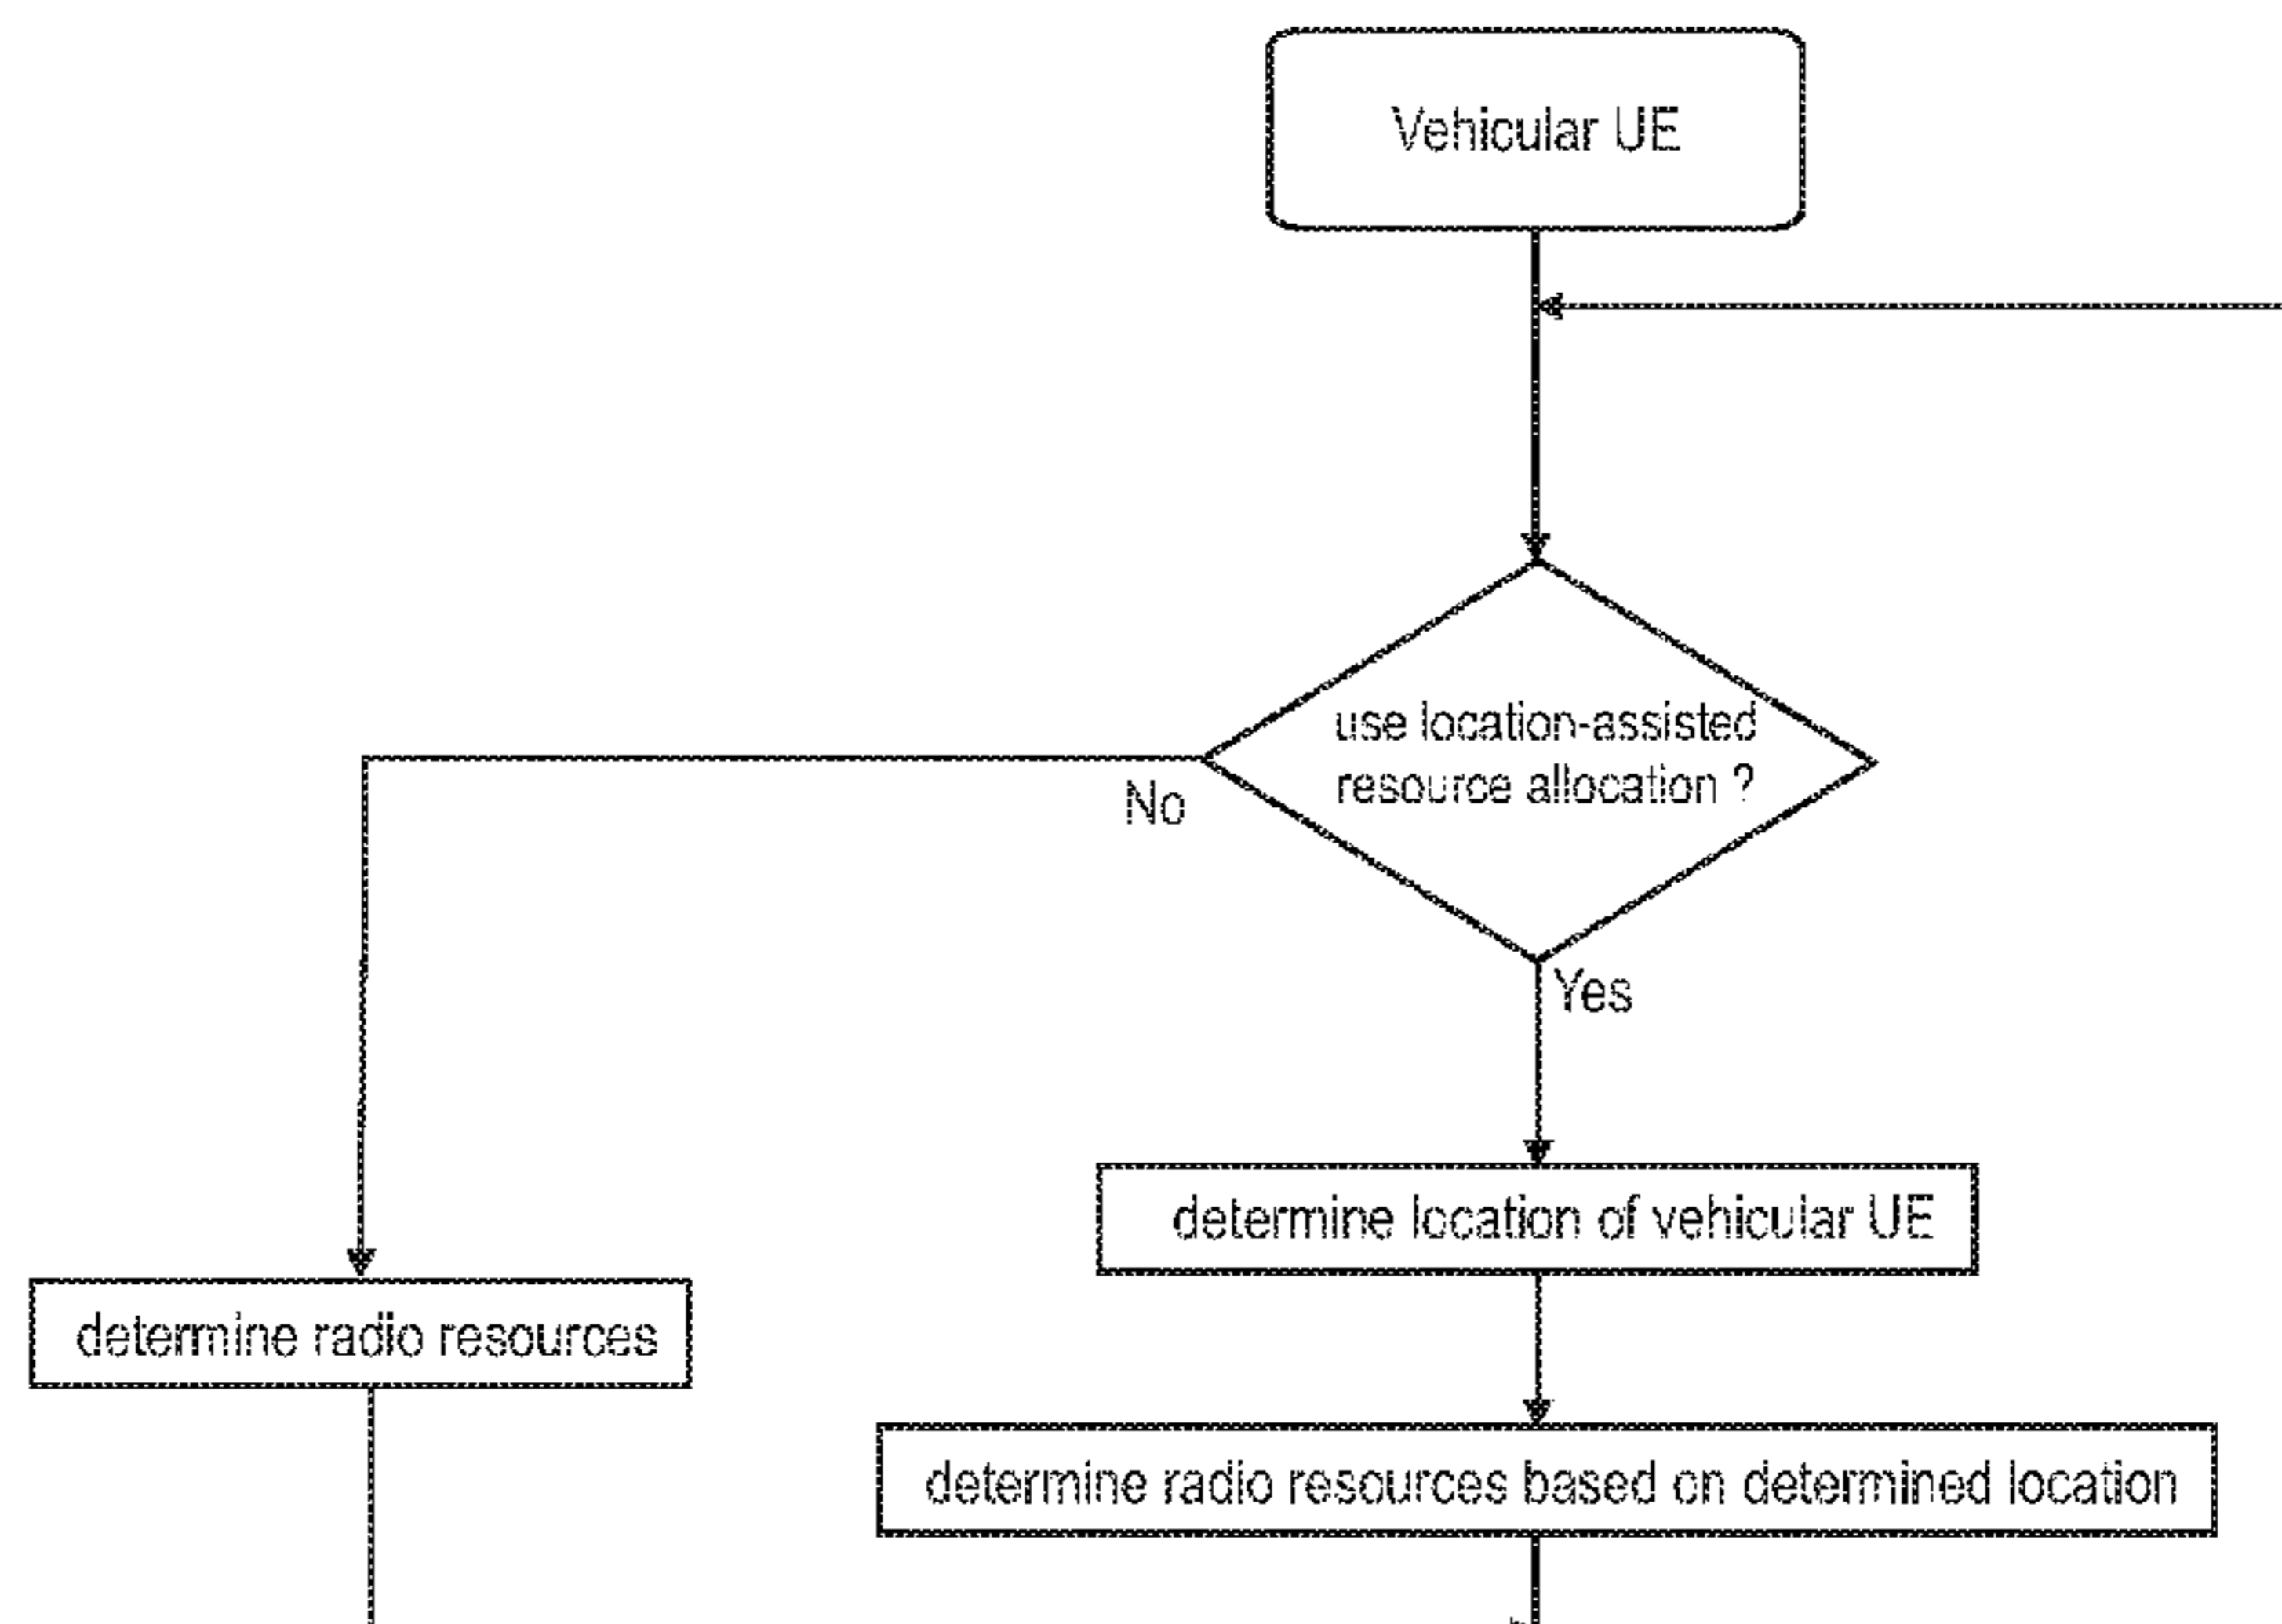 Vehicular UE
use location-assisted
resource allocation ?
No
Yes
determine location of vehicular UE
determine radio resources
determine radio resources based on determined location